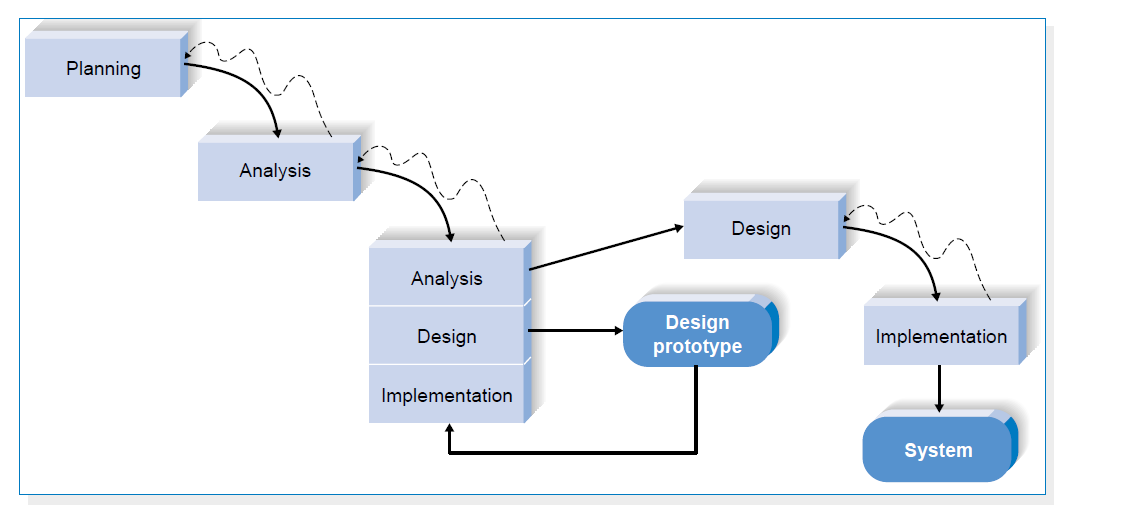 Planning
Analysis
Analysis
Design
Implementation
Design
prototype
Design
Implementation
System